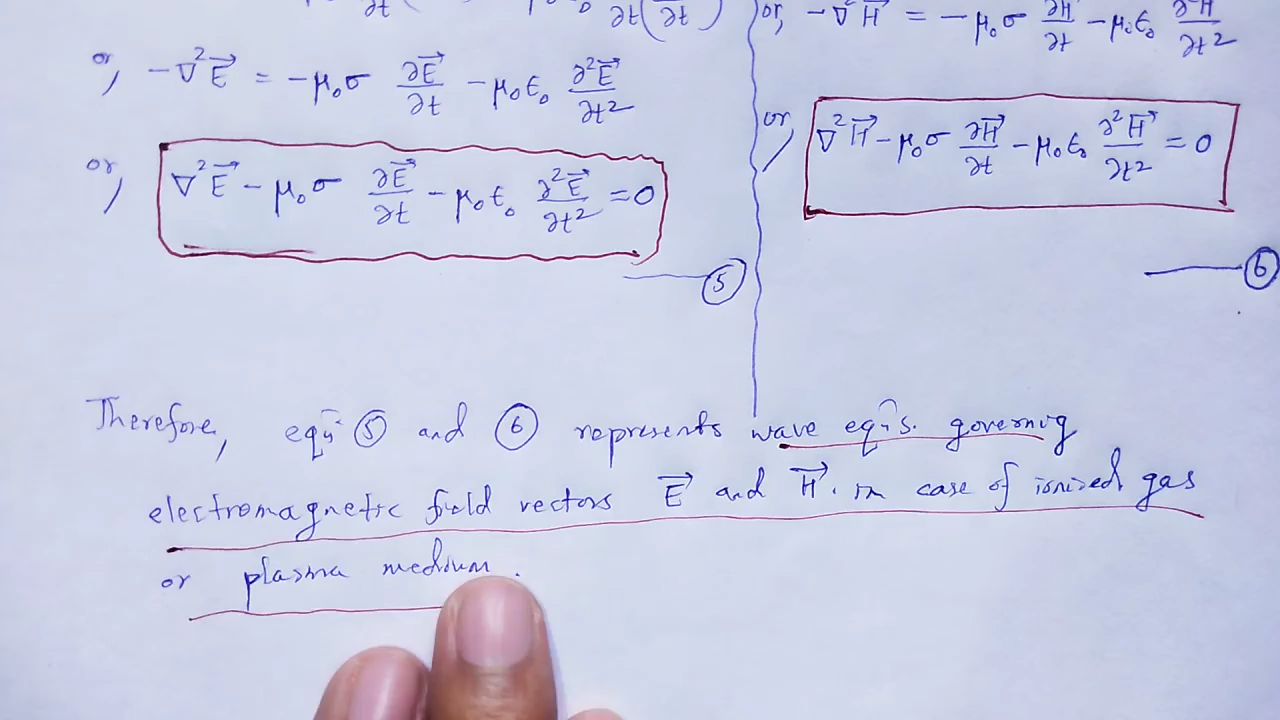 or, −∇²E⃗ = −μ₀σ ∂E⃗/∂t − μ₀ϵ₀ ∂²E⃗/∂t²
or, ∇²E⃗ − μ₀σ ∂E⃗/∂t − μ₀ϵ₀ ∂²E⃗/∂t² = 0
5
or, −∇²H⃗ = −μ₀σ ∂H⃗/∂t − μ₀ϵ₀ ∂²H⃗/∂t²
or, ∇²H⃗ − μ₀σ ∂H⃗/∂t − μ₀ϵ₀ ∂²H⃗/∂t² = 0
6
Therefore, eqn 5 and 6 represents wave eqns. governing
electromagnetic field vectors E⃗ and H⃗. in case of ionized gas
or plasma medium.